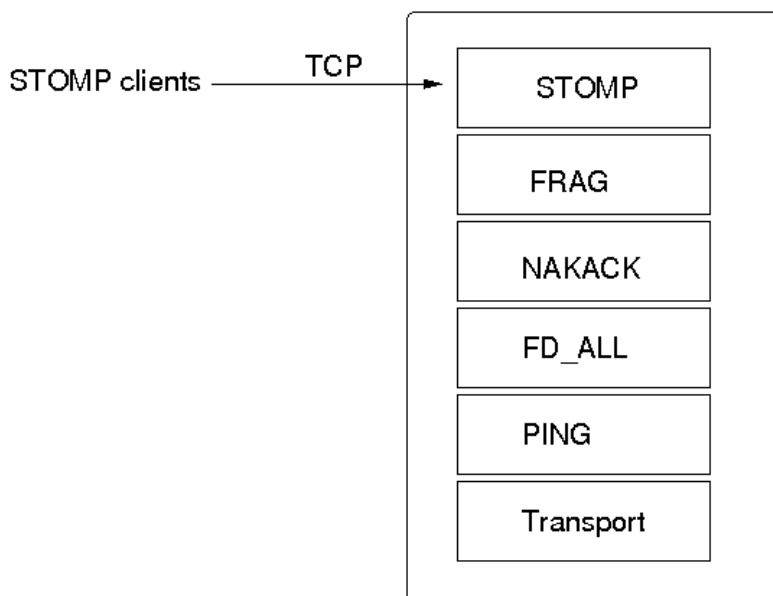 TCP
STOMP clients
STOMP
FRAG
NAKACK
FD_ALL
PING
Transport